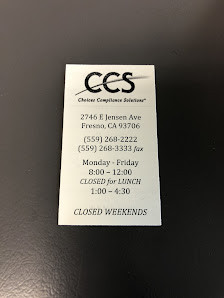 CCS
Choices Compliance Solutions
2746 E Jensen Ave
Fresno, CA 93706
(559) 268-2222
(559) 268-3333 fax
Monday - Friday
8:00 – 12:00
CLOSED for LUNCH
1:00 – 4:30
CLOSED WEEKENDS